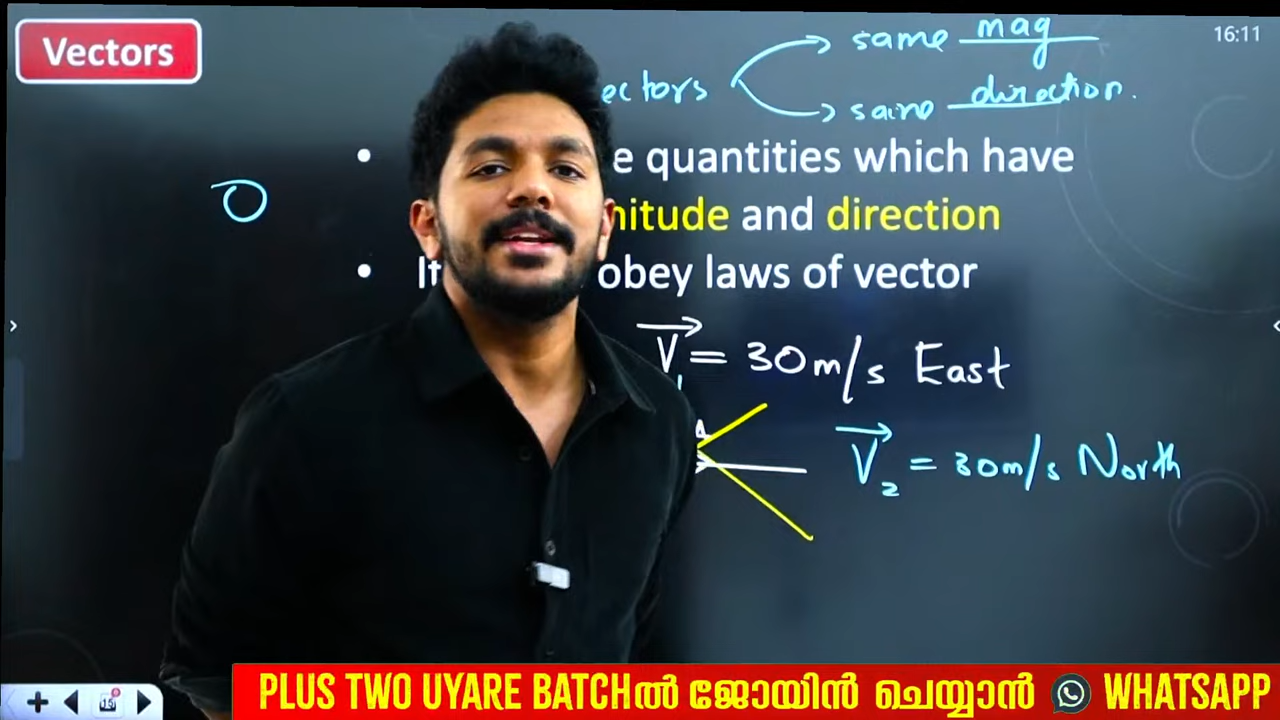 Vectors
16:11
ectors same mag
same direction.
e quantities which have
nitude and direction
It obey laws of vector
V₁ = 30m/s East
V₂ = 30m/s North
15
PLUS TWO UYARE BATCHൽ ജോയിൻ ചെയ്യാൻ WHATSAPP